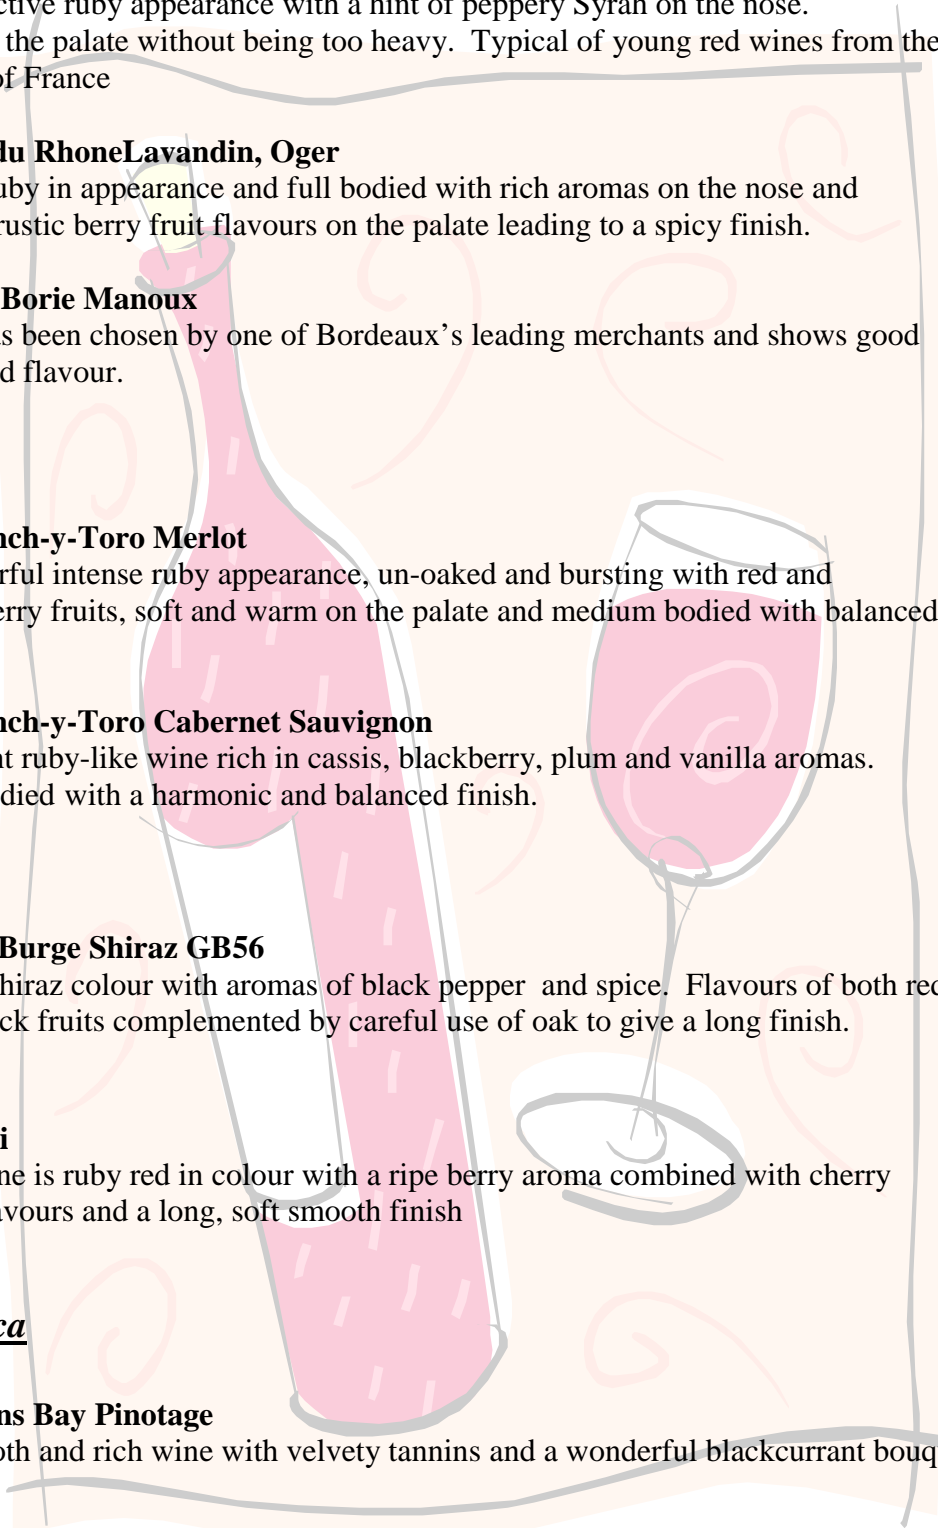 ctive ruby appearance with a hint of peppery Syrah on the nose.
the palate without being too heavy. Typical of young red wines from the
of France
du RhoneLavandin, Oger
uby in appearance and full bodied with rich aromas on the nose and
rustic berry fruit flavours on the palate leading to a spicy finish.
Borie Manoux
s been chosen by one of Bordeaux's leading merchants and shows good
d flavour.
nch-y-Toro Merlot
rful intense ruby appearance, un-oaked and bursting with red and
erry fruits, soft and warm on the palate and medium bodied with balanced
nch-y-Toro Cabernet Sauvignon
nt ruby-like wine rich in cassis, blackberry, plum and vanilla aromas.
died with a harmonic and balanced finish.
Burge Shiraz GB56
hiraz colour with aromas of black pepper and spice. Flavours of both red
ck fruits complemented by careful use of oak to give a long finish.
i
ne is ruby red in colour with a ripe berry aroma combined with cherry
avours and a long, soft smooth finish
ca
ns Bay Pinotage
oth and rich wine with velvety tannins and a wonderful blackcurrant bouq